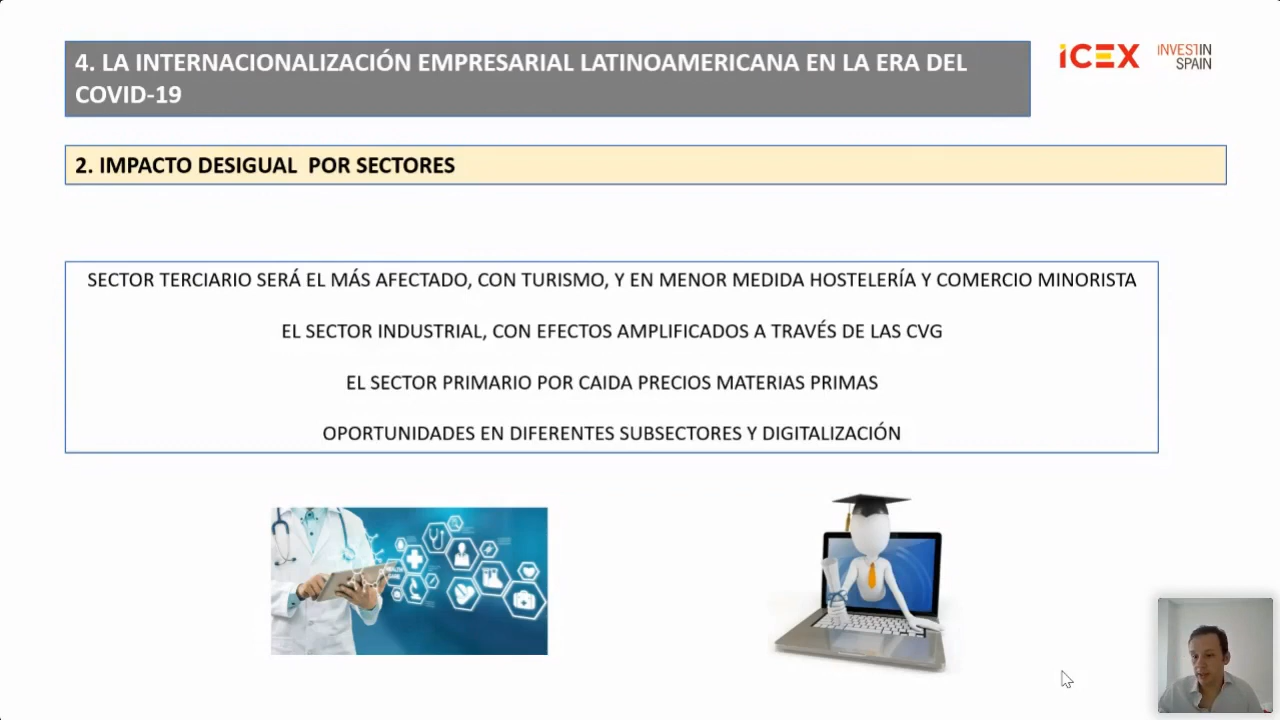 4. LA INTERNACIONALIZACIÓN EMPRESARIAL LATINOAMERICANA EN LA ERA DEL
COVID-19
iCEX
INVEST IN
SPAIN
2. IMPACTO DESIGUAL POR SECTORES
SECTOR TERCIARIO SERÁ EL MÁS AFECTADO, CON TURISMO, Y EN MENOR MEDIDA HOSTELERÍA Y COMERCIO MINORISTA
EL SECTOR INDUSTRIAL, CON EFECTOS AMPLIFICADOS A TRAVÉS DE LAS CVG
EL SECTOR PRIMARIO POR CAIDA PRECIOS MATERIAS PRIMAS
OPORTUNIDADES EN DIFERENTES SUBSECTORES Y DIGITALIZACIÓN